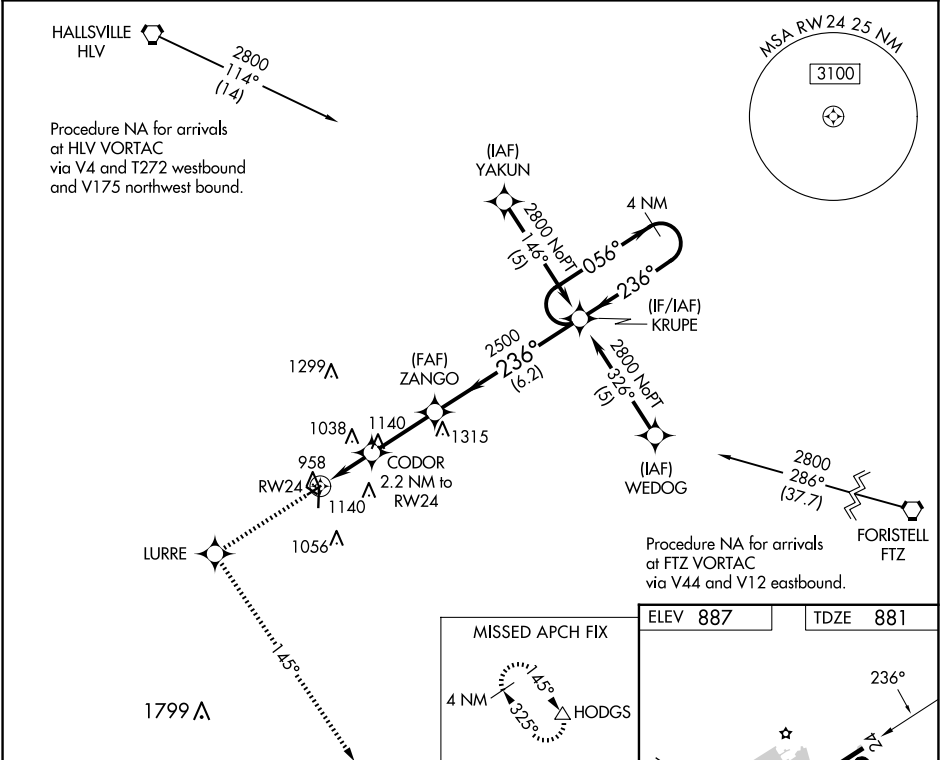 HALLSVILLE
HLV
2800
114°
(14)
Procedure NA for arrivals
at HLV VORTAC
via V4 and T272 westbound
and V175 northwest bound.
MSA RW24 25 NM
3100
(IAF)
YAKUN
2800 NoPT
146°
(5)
4 NM
056°
236°
(IF/IAF)
KRUPE
2500
236°
(6.2)
(FAF)
ZANGO
2800 NoPT
326°
(5)
(IAF)
WEDOG
1299
1038
1140
1315
CODOR
2.2 NM to
RW24
958
RW24
1140
1056
LURRE
145°
1799
2800
286°
(37.7)
FORISTELL
FTZ
Procedure NA for arrivals
at FTZ VORTAC
via V44 and V12 eastbound.
MISSED APCH FIX
4 NM
145°
325°
HODGS
ELEV 887
TDZE 881
236°
24